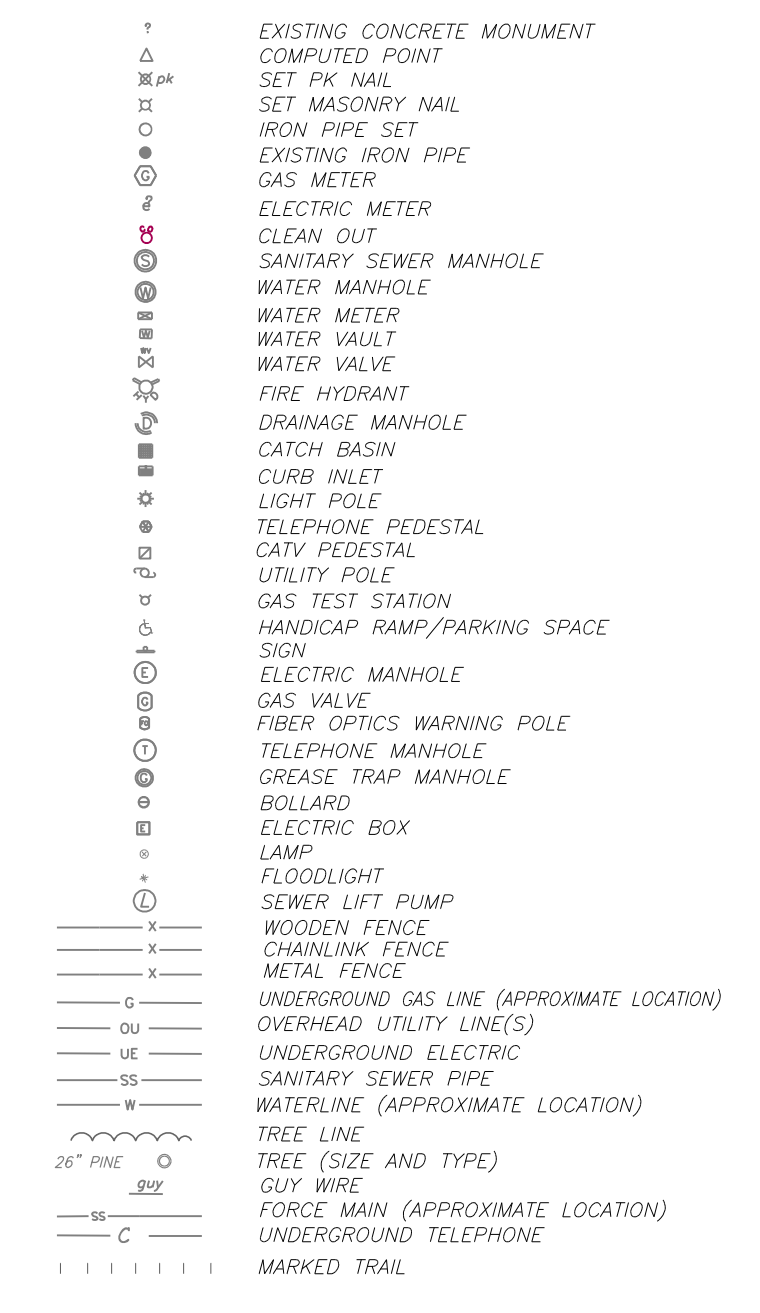 ? EXISTING CONCRETE MONUMENT
COMPUTED POINT
pk SET PK NAIL
SET MASONRY NAIL
IRON PIPE SET
EXISTING IRON PIPE
G GAS METER
? e ELECTRIC METER
CLEAN OUT
S SANITARY SEWER MANHOLE
W WATER MANHOLE
WATER METER
W WATER VAULT
WV WATER VALVE
FIRE HYDRANT
D DRAINAGE MANHOLE
CATCH BASIN
CURB INLET
LIGHT POLE
TELEPHONE PEDESTAL
CATV PEDESTAL
UTILITY POLE
GAS TEST STATION
HANDICAP RAMP/PARKING SPACE
SIGN
E ELECTRIC MANHOLE
G GAS VALVE
FO FIBER OPTICS WARNING POLE
T TELEPHONE MANHOLE
G GREASE TRAP MANHOLE
BOLLARD
E ELECTRIC BOX
LAMP
FLOODLIGHT
L SEWER LIFT PUMP
X WOODEN FENCE
X CHAINLINK FENCE
X METAL FENCE
G UNDERGROUND GAS LINE (APPROXIMATE LOCATION)
OU OVERHEAD UTILITY LINE(S)
UE UNDERGROUND ELECTRIC
SS SANITARY SEWER PIPE
W WATERLINE (APPROXIMATE LOCATION)
TREE LINE
26" PINE TREE (SIZE AND TYPE)
guy GUY WIRE
SS FORCE MAIN (APPROXIMATE LOCATION)
C UNDERGROUND TELEPHONE
MARKED TRAIL